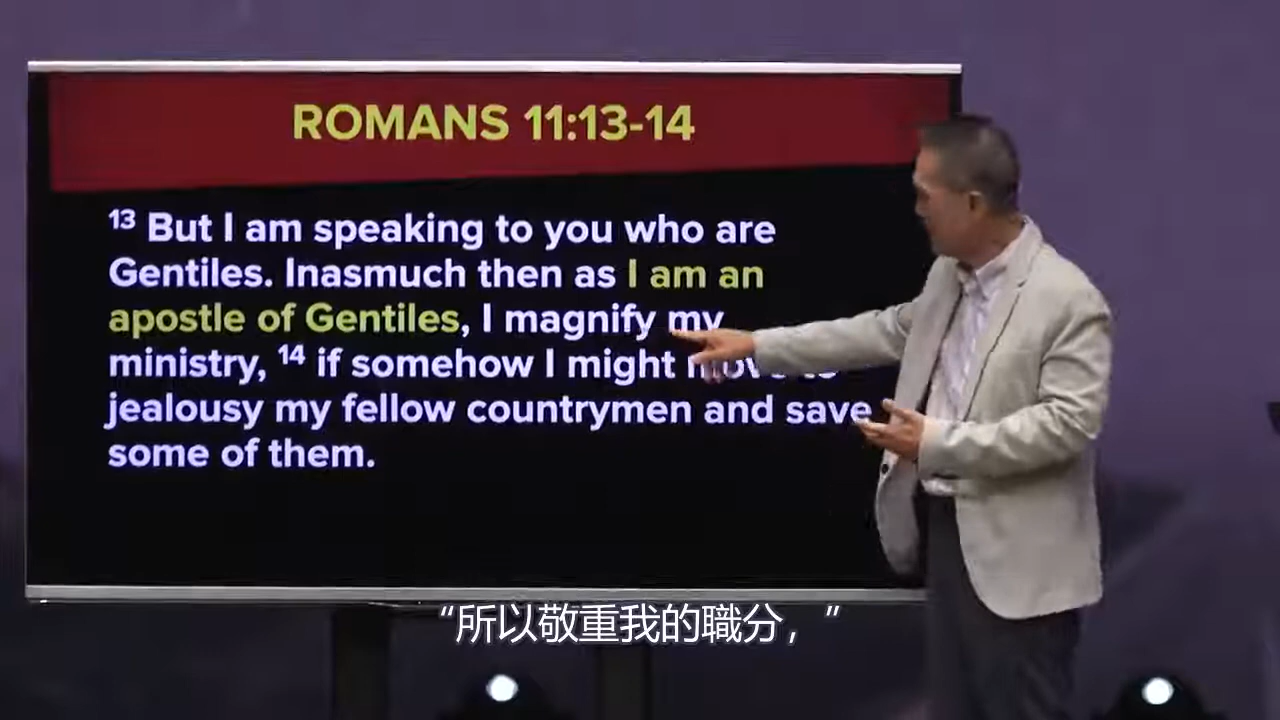 ROMANS 11:13-14
13 But I am speaking to you who are
Gentiles. Inasmuch then as I am an
apostle of Gentiles, I magnify my
ministry, 14 if somehow I might move to
jealousy my fellow countrymen and save
some of them.
“所以敬重我的職分，”